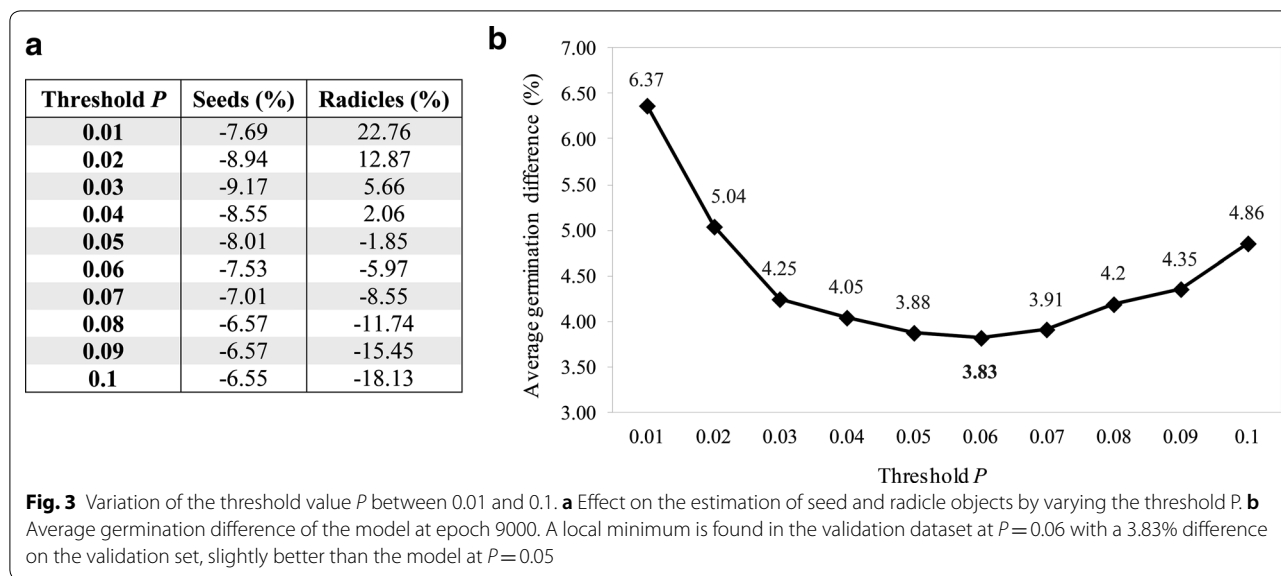 a
Threshold P Seeds (%) Radicles (%)
0.01 -7.69 22.76
0.02 -8.94 12.87
0.03 -9.17 5.66
0.04 -8.55 2.06
0.05 -8.01 -1.85
0.06 -7.53 -5.97
0.07 -7.01 -8.55
0.08 -6.57 -11.74
0.09 -6.57 -15.45
0.1 -6.55 -18.13
b
Average germination difference (%)
7.00
6.50
6.00
5.50
5.00
4.50
4.00
3.50
3.00
6.37
5.04
4.25
4.05
3.88
3.83
3.91
4.2
4.35
4.86
0.01 0.02 0.03 0.04 0.05 0.06 0.07 0.08 0.09 0.1
Threshold P
Fig. 3 Variation of the threshold value P between 0.01 and 0.1. a Effect on the estimation of seed and radicle objects by varying the threshold P. b
Average germination difference of the model at epoch 9000. A local minimum is found in the validation dataset at P = 0.06 with a 3.83% difference
on the validation set, slightly better than the model at P = 0.05